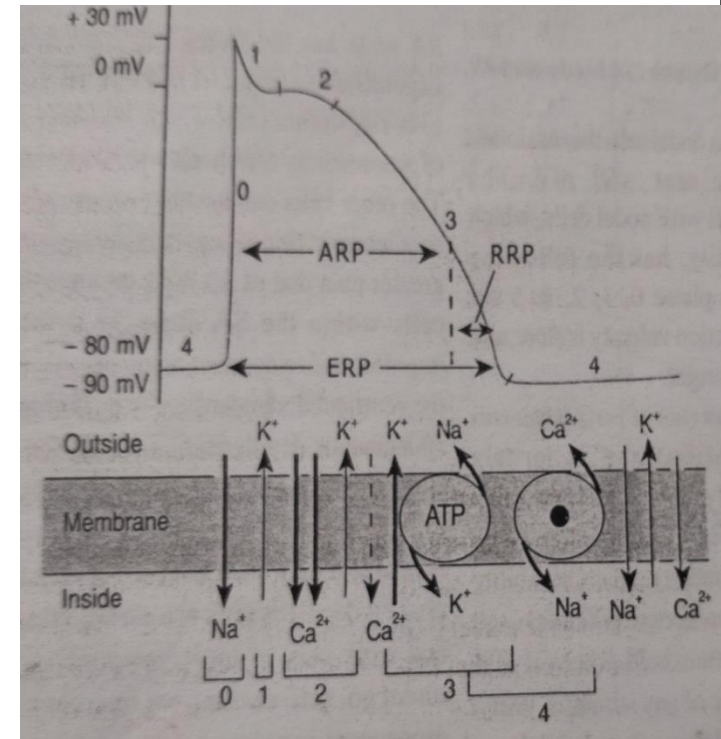 + 30 mV
1
0 mV
2
0
3
ARP
RRP
- 80 mV
4
ERP
4
- 90 mV
Outside
K⁺
K⁺
K⁺
Na⁺
Ca²⁺
K⁺
Membrane
ATP
Inside
K⁺
Na⁺
Ca²⁺
Ca²⁺
Na⁺
Na⁺
Ca²⁺
0
1
2
3
4